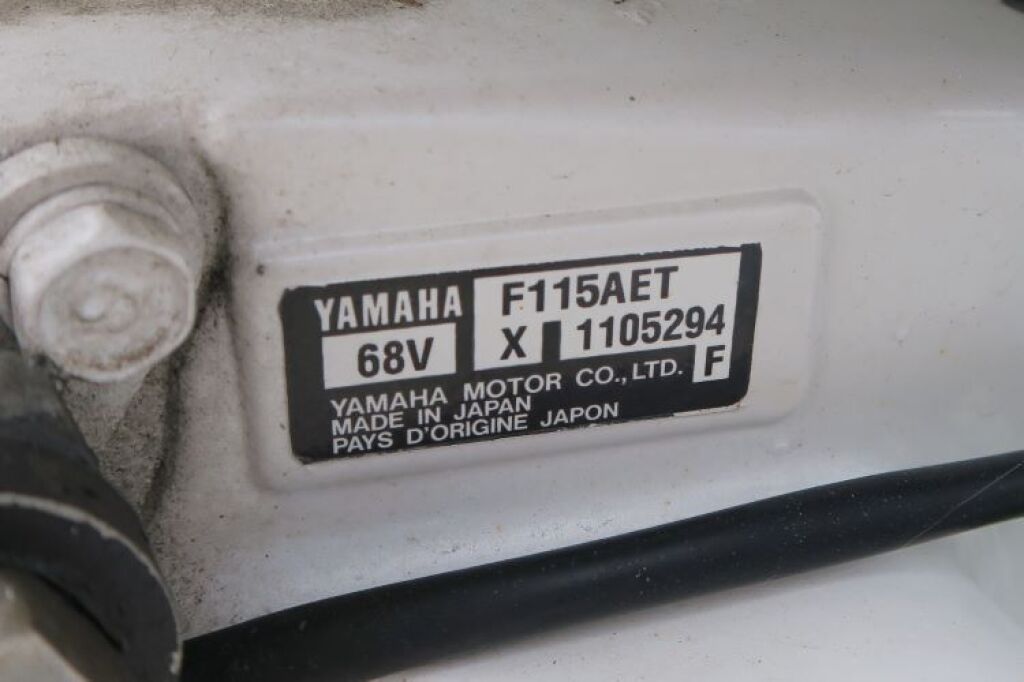 YAMAHA F115AET
68V X 1105294
YAMAHA MOTOR CO., LTD. F
MADE IN JAPAN
PAYS D'ORIGINE JAPON